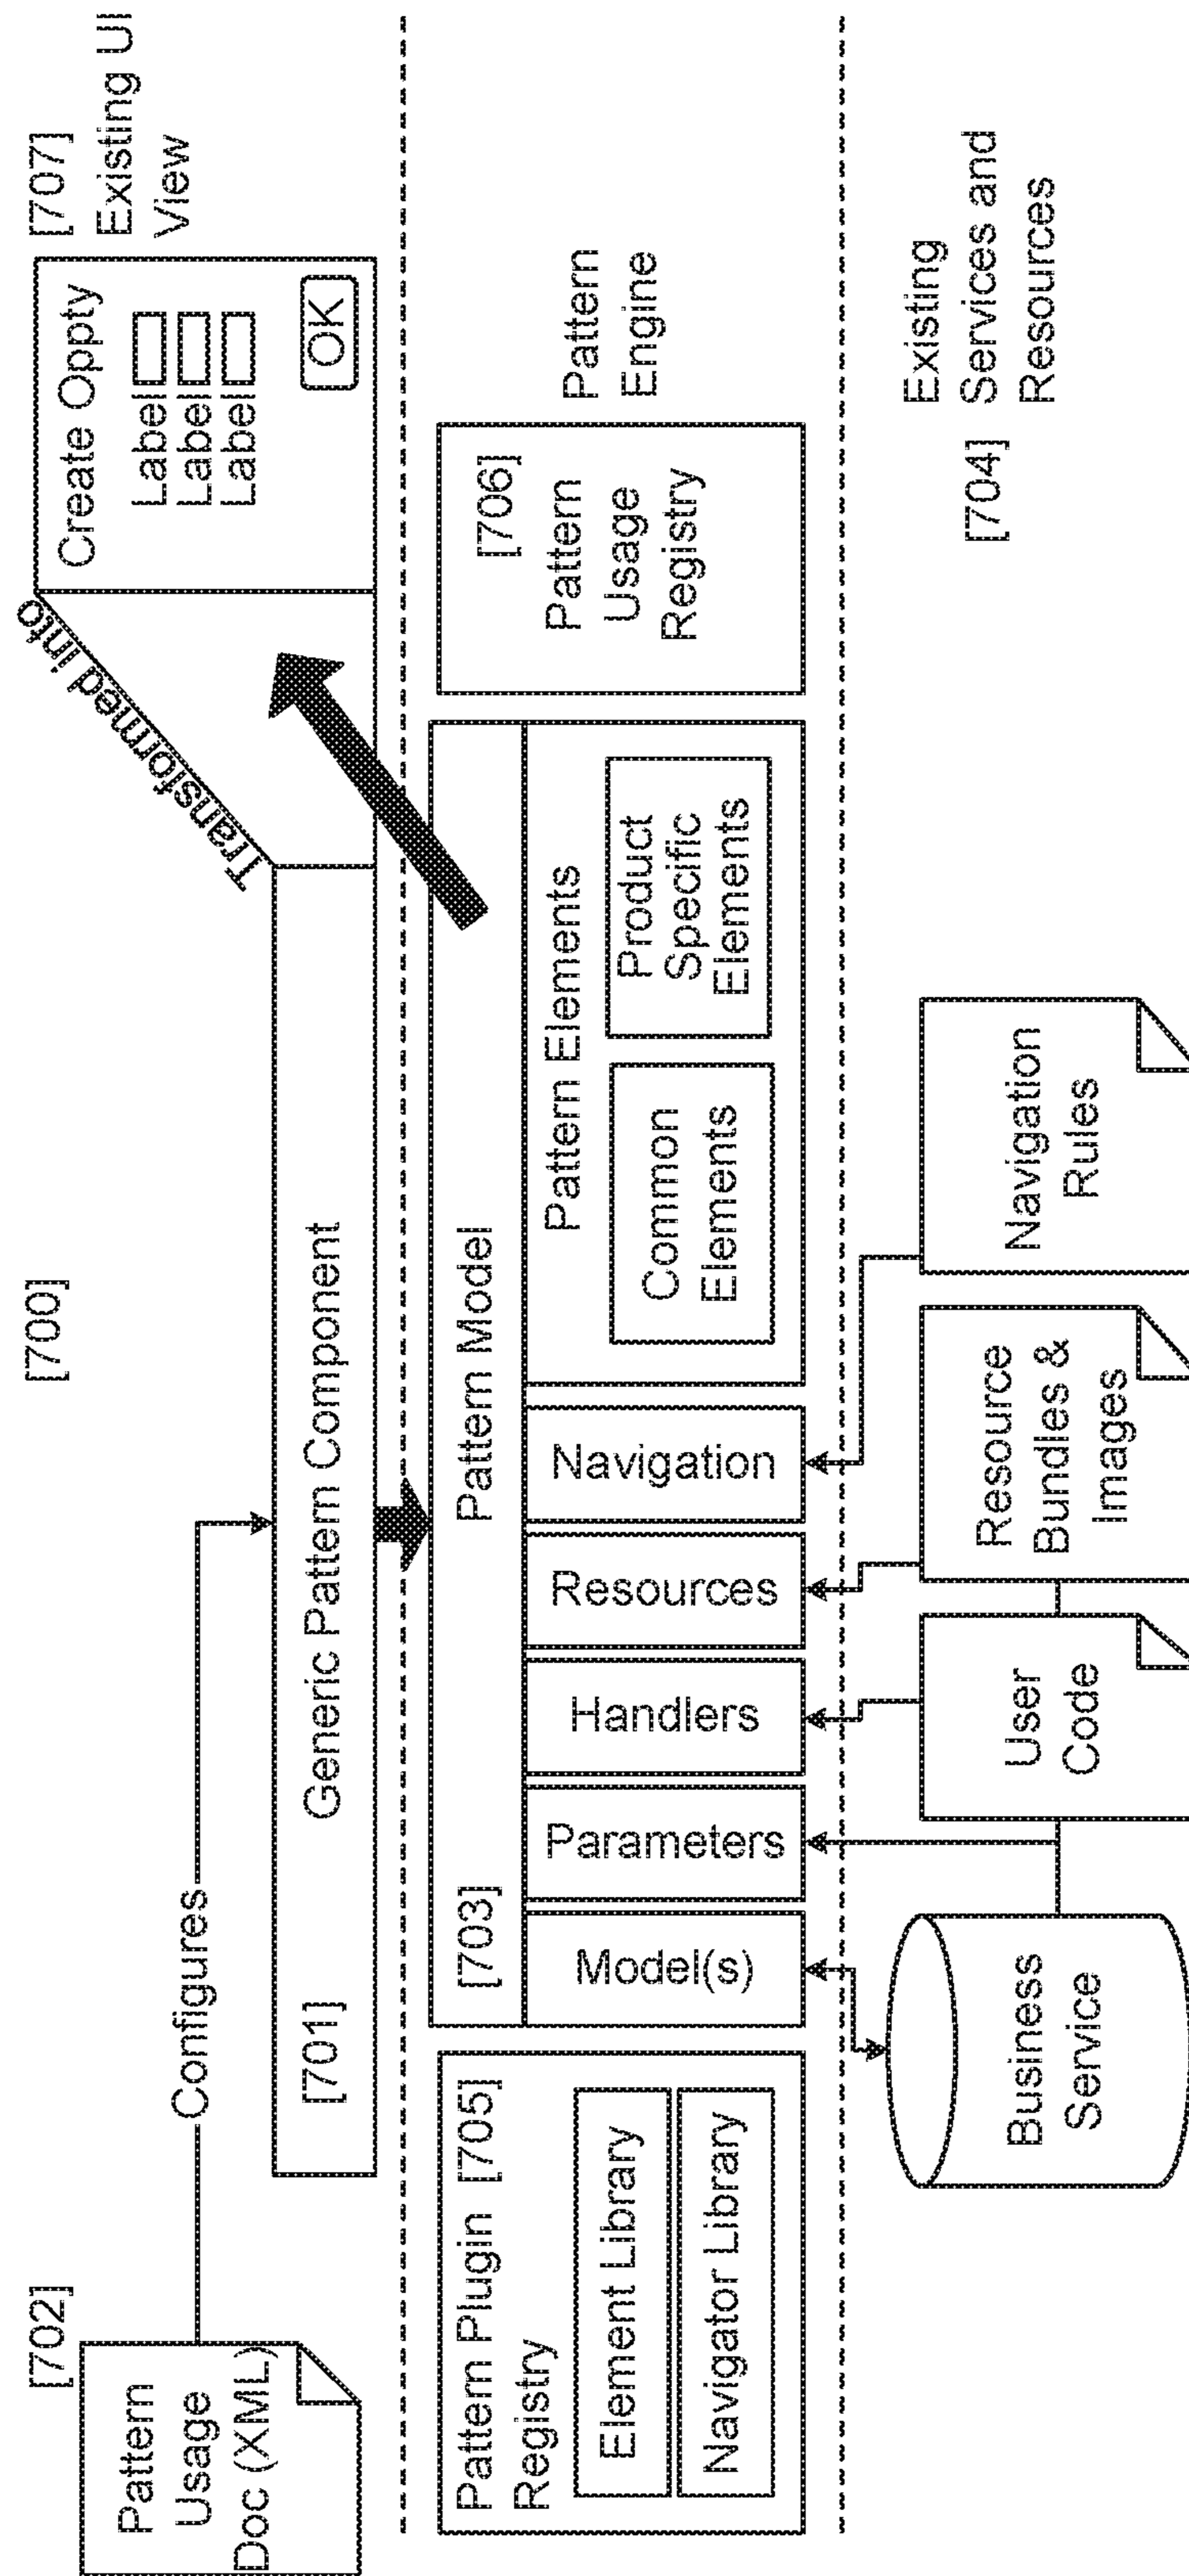 [700]
[702]
Pattern
Usage
Doc (XML)
Configures
[701]
Generic Pattern Component
Transformed into
Create Oppty
Label
Label
Label
OK
[707]
Existing UI
View
Pattern Plugin [705]
Registry
Element Library
Navigator Library
[703]
Pattern Model
Model(s)
Parameters
Handlers
Resources
Navigation
Pattern Elements
Common
Elements
Product
Specific
Elements
[706]
Pattern
Usage
Registry
Pattern
Engine
Business
Service
User
Code
Resource
Bundles &
Images
Navigation
Rules
[704]
Existing
Services and
Resources